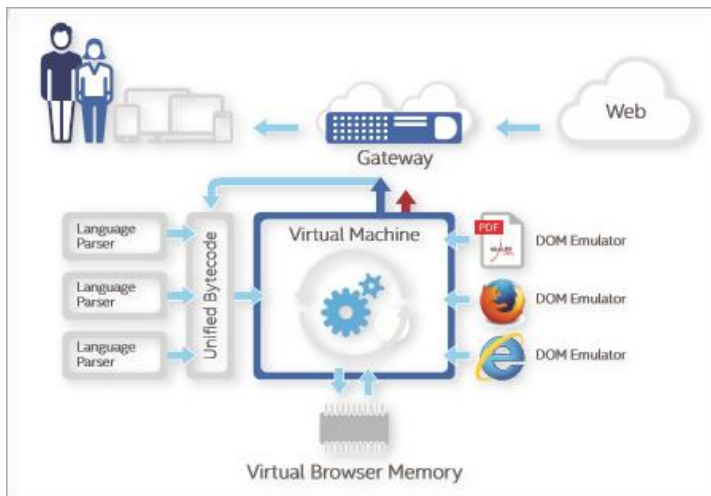 Web
Gateway
Language
Parser
Language
Parser
Language
Parser
Unified Bytecode
Virtual Machine
PDF
DOM Emulator
DOM Emulator
DOM Emulator
Virtual Browser Memory